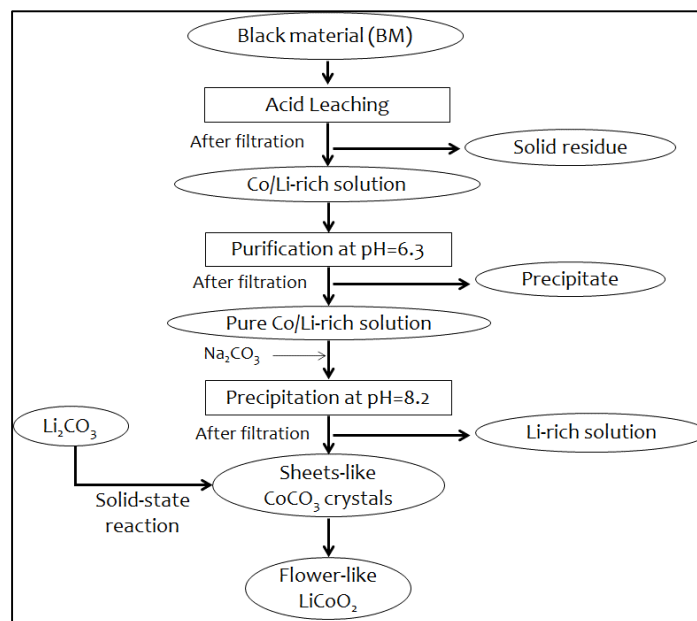 Black material (BM)
Acid Leaching
After filtration
Solid residue
Co/Li-rich solution
Purification at pH=6.3
After filtration
Precipitate
Pure Co/Li-rich solution
Na₂CO₃
Precipitation at pH=8.2
Li₂CO₃
After filtration
Li-rich solution
Sheets-like
CoCO₃ crystals
Solid-state
reaction
Flower-like
LiCoO₂